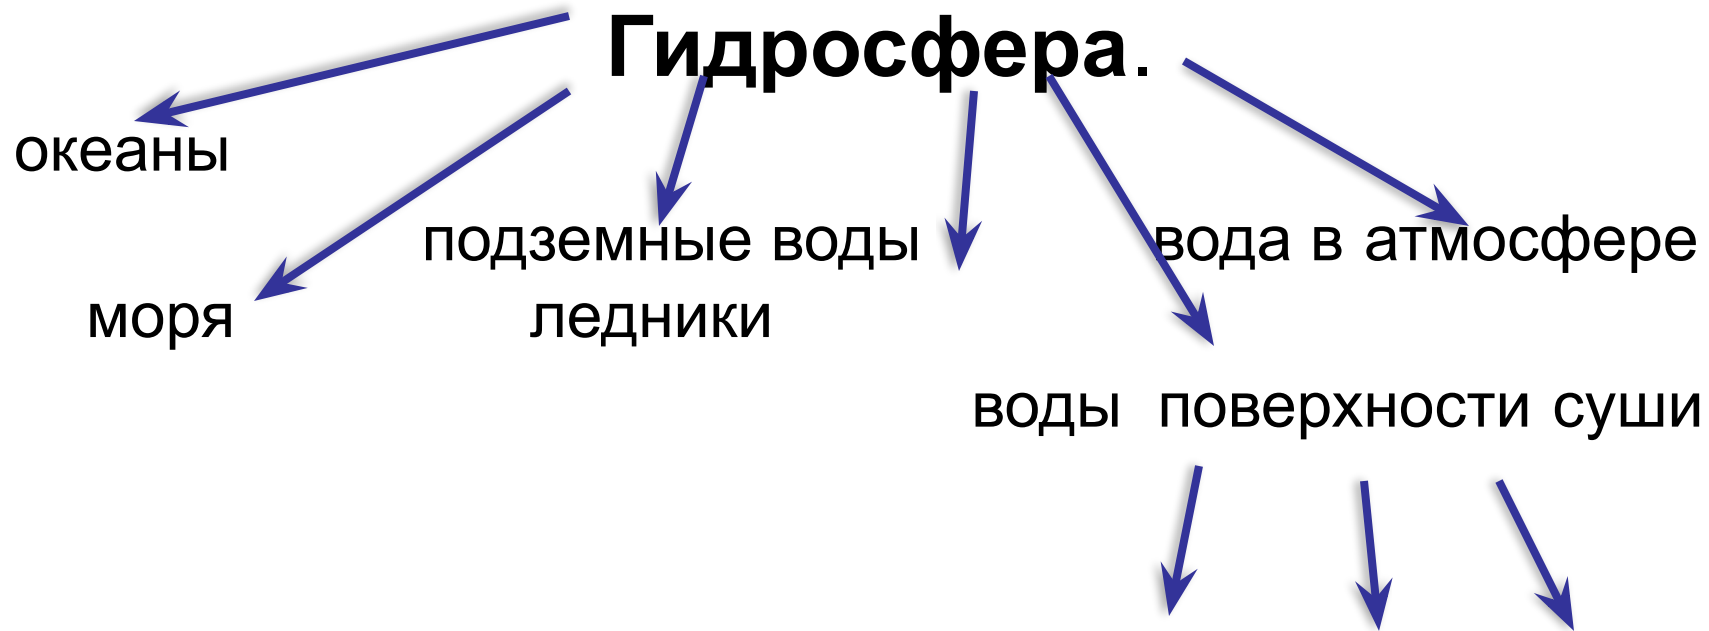 Гидросфера.
океаны
подземные воды вода в атмосфере
моря ледники
воды поверхности суши